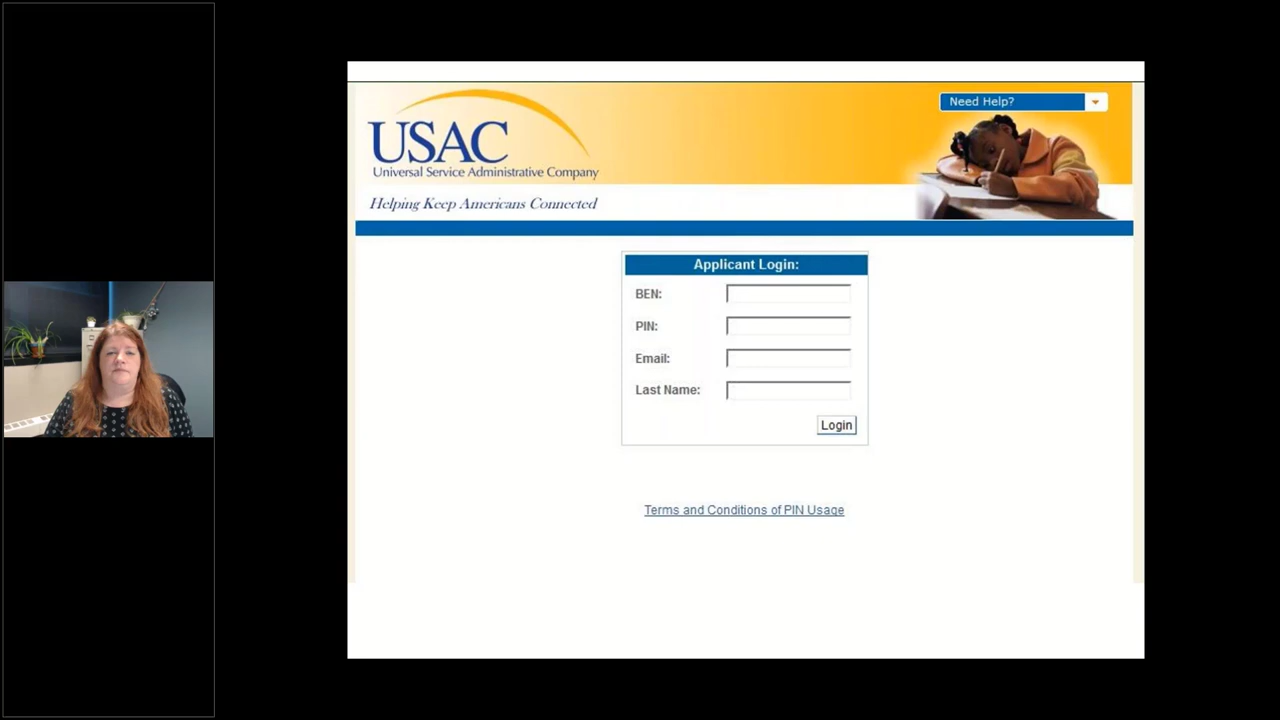 Need Help?
USAC
Universal Service Administrative Company
Helping Keep Americans Connected
Applicant Login:
BEN:
PIN:
Email:
Last Name:
Login
Terms and Conditions of PIN Usage